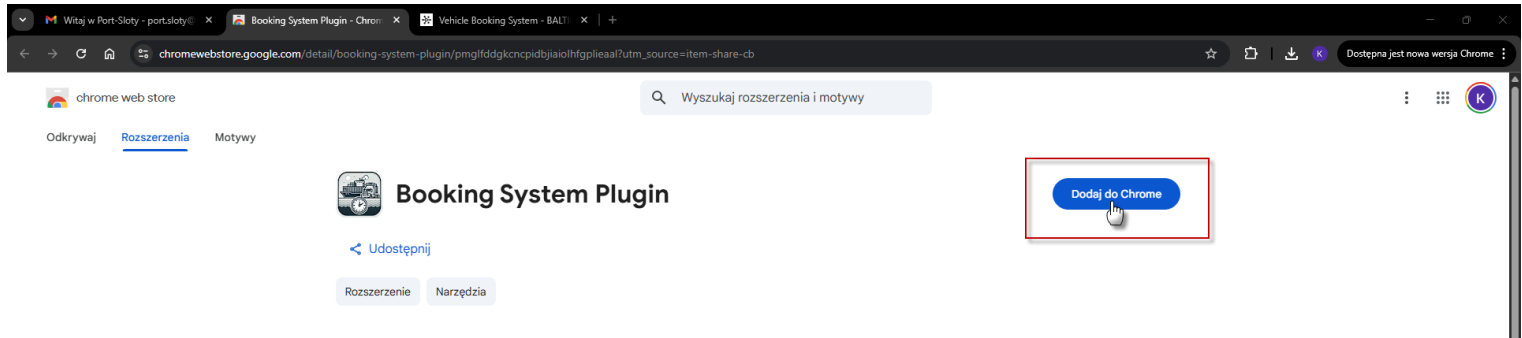 Witaj w Port-Sloty - port.sloty@
Booking System Plugin - Chrom
Vehicle Booking System - BALTI
chromewebstore.google.com/detail/booking-system-plugin/pmglfddgkcncpidbjiaiolhfgplieaal?utm_source=item-share-cb
K
Dostępna jest nowa wersja Chrome
chrome web store
Wyszukaj rozszerzenia i motywy
K
Odkrywaj Rozszerzenia Motywy
Booking System Plugin
Dodaj do Chrome
Udostępnij
Rozszerzenie Narzędzia